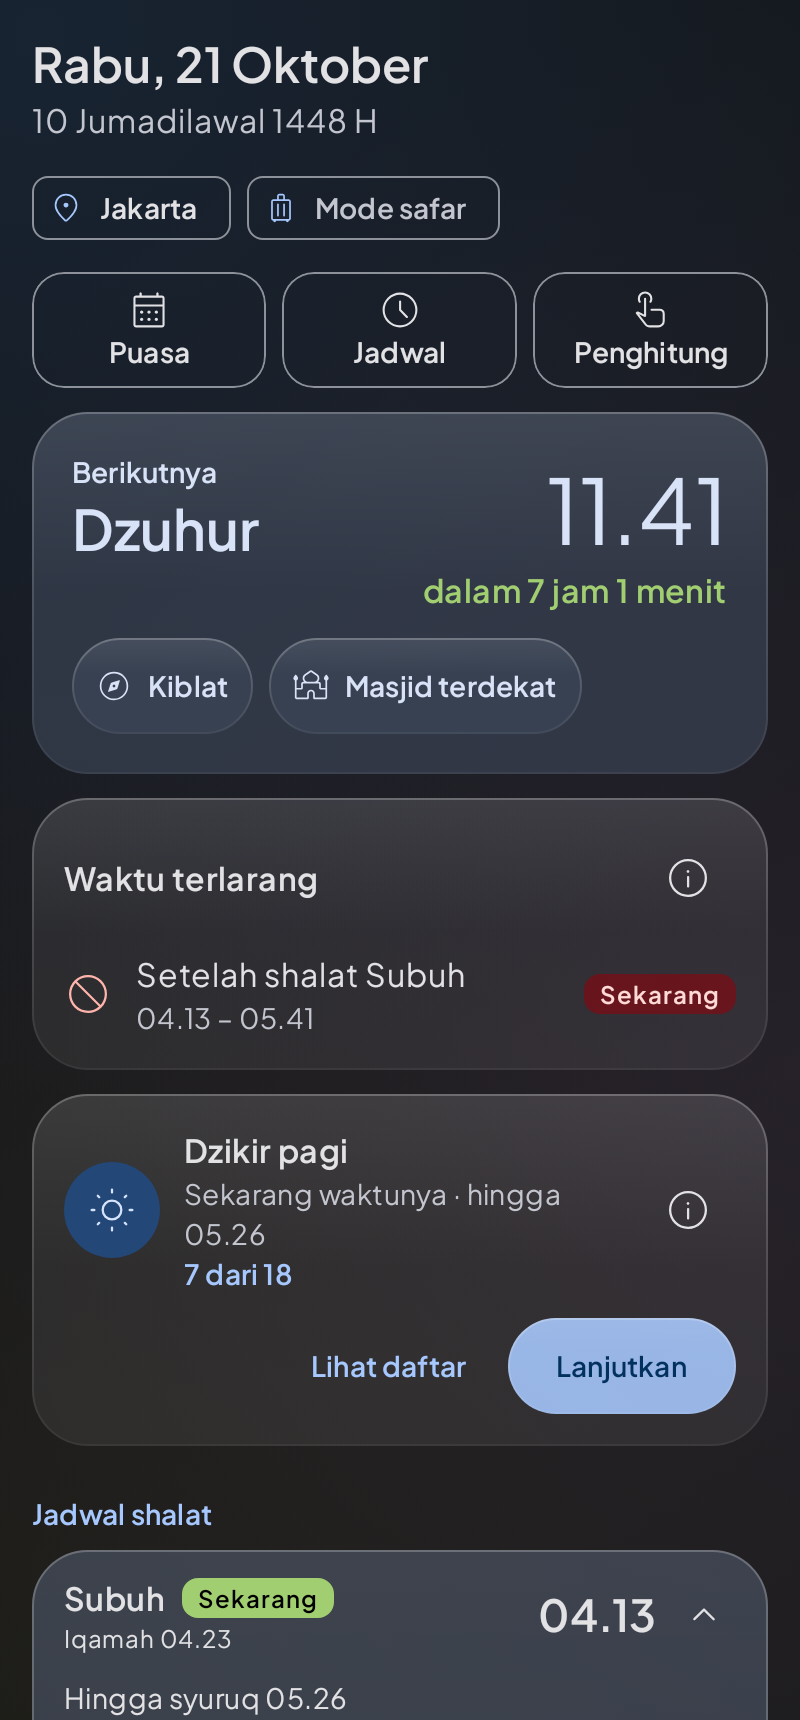 Rabu, 21 Oktober
10 Jumadilawal 1448 H
Jakarta
Mode safar
Puasa
Jadwal
Penghitung
Berikutnya
Dzuhur
11.41
dalam 7 jam 1 menit
Kiblat
Masjid terdekat
Waktu terlarang
Setelah shalat Subuh
04.13 – 05.41
Sekarang
Dzikir pagi
Sekarang waktunya · hingga
05.26
7 dari 18
Lihat daftar
Lanjutkan
Jadwal shalat
Subuh
Sekarang
04.13
Iqamah 04.23
Hingga syuruq 05.26